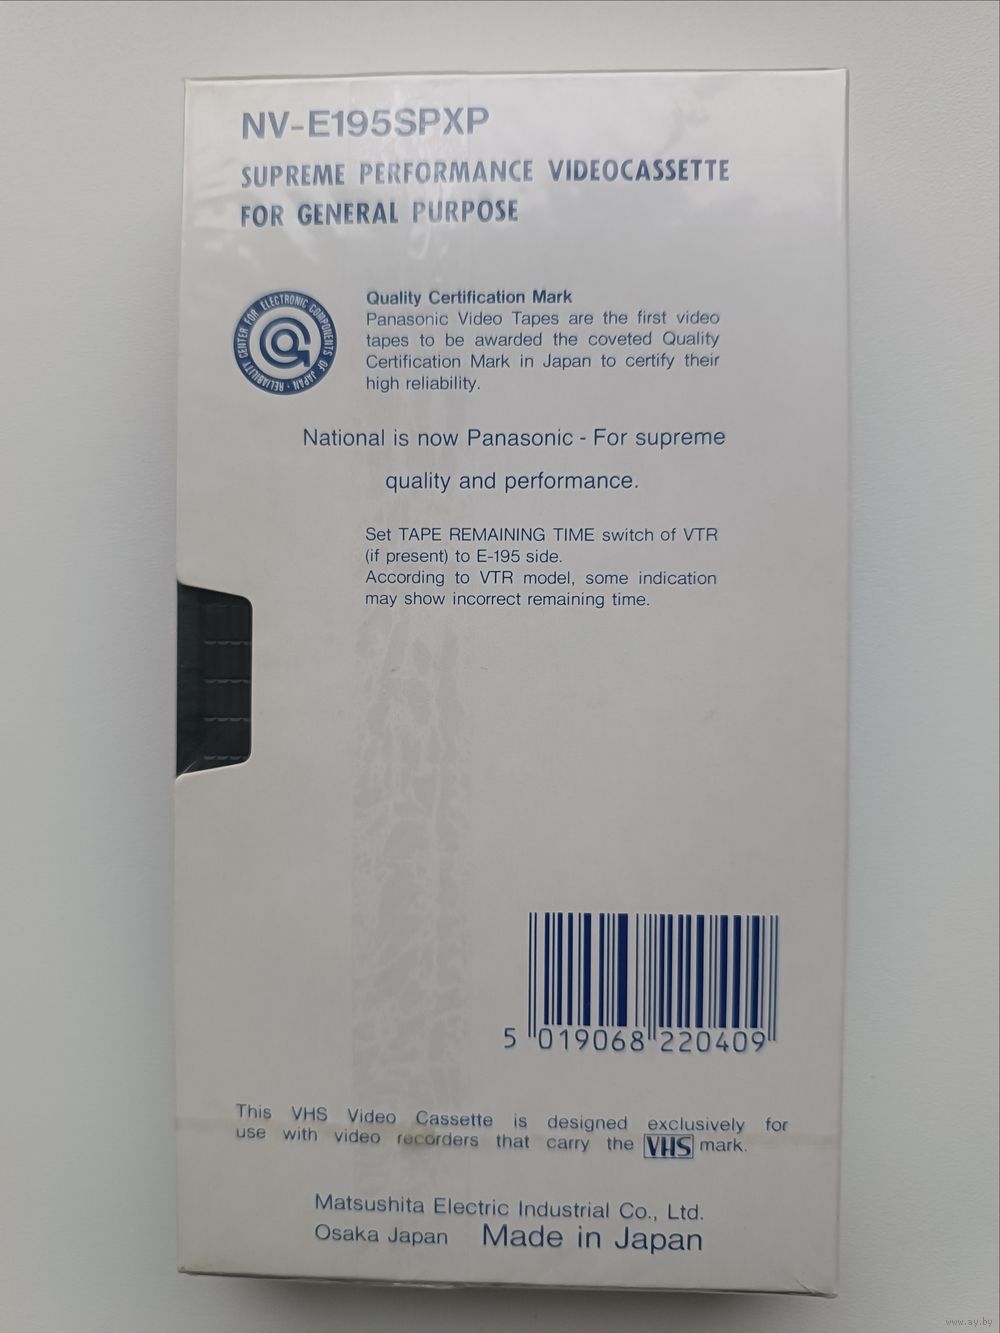 NV-E195SPXP
SUPREME PERFORMANCE VIDEOCASSETTE
FOR GENERAL PURPOSE
RELIABILITY CENTER FOR ELECTRONIC COMPONENTS OF JAPAN ·
Quality Certification Mark
Panasonic Video Tapes are the first video
tapes to be awarded the coveted Quality
Certification Mark in Japan to certify their
high reliability.
National is now Panasonic - For supreme
quality and performance.
Set TAPE REMAINING TIME switch of VTR
(if present) to E-195 side.
According to VTR model, some indication
may show incorrect remaining time.
5 019068 220409
This VHS Video Cassette is designed exclusively for
use with video recorders that carry the VHS mark.
Matsushita Electric Industrial Co., Ltd.
Osaka Japan Made in Japan
www.ay.by